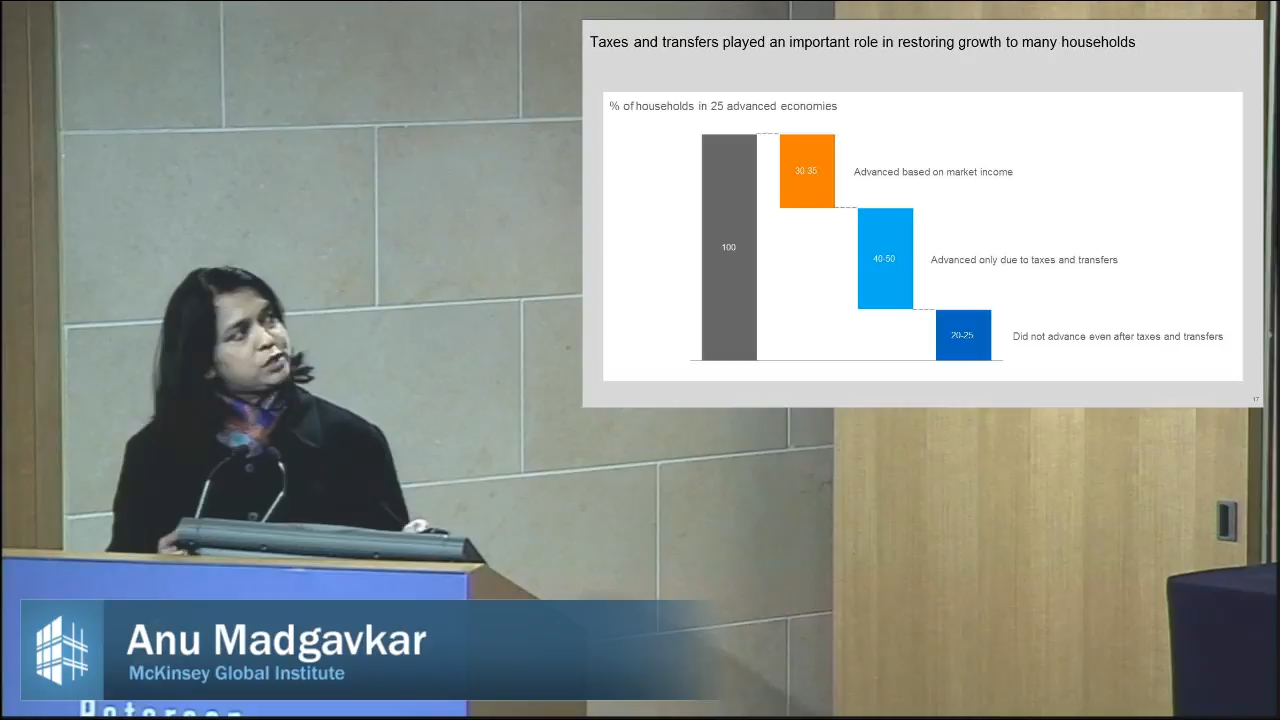 Taxes and transfers played an important role in restoring growth to many households
% of households in 25 advanced economies
30-35
Advanced based on market income
100
40-50
Advanced only due to taxes and transfers
20-25
Did not advance even after taxes and transfers
17
Anu Madgavkar
McKinsey Global Institute
Peterson